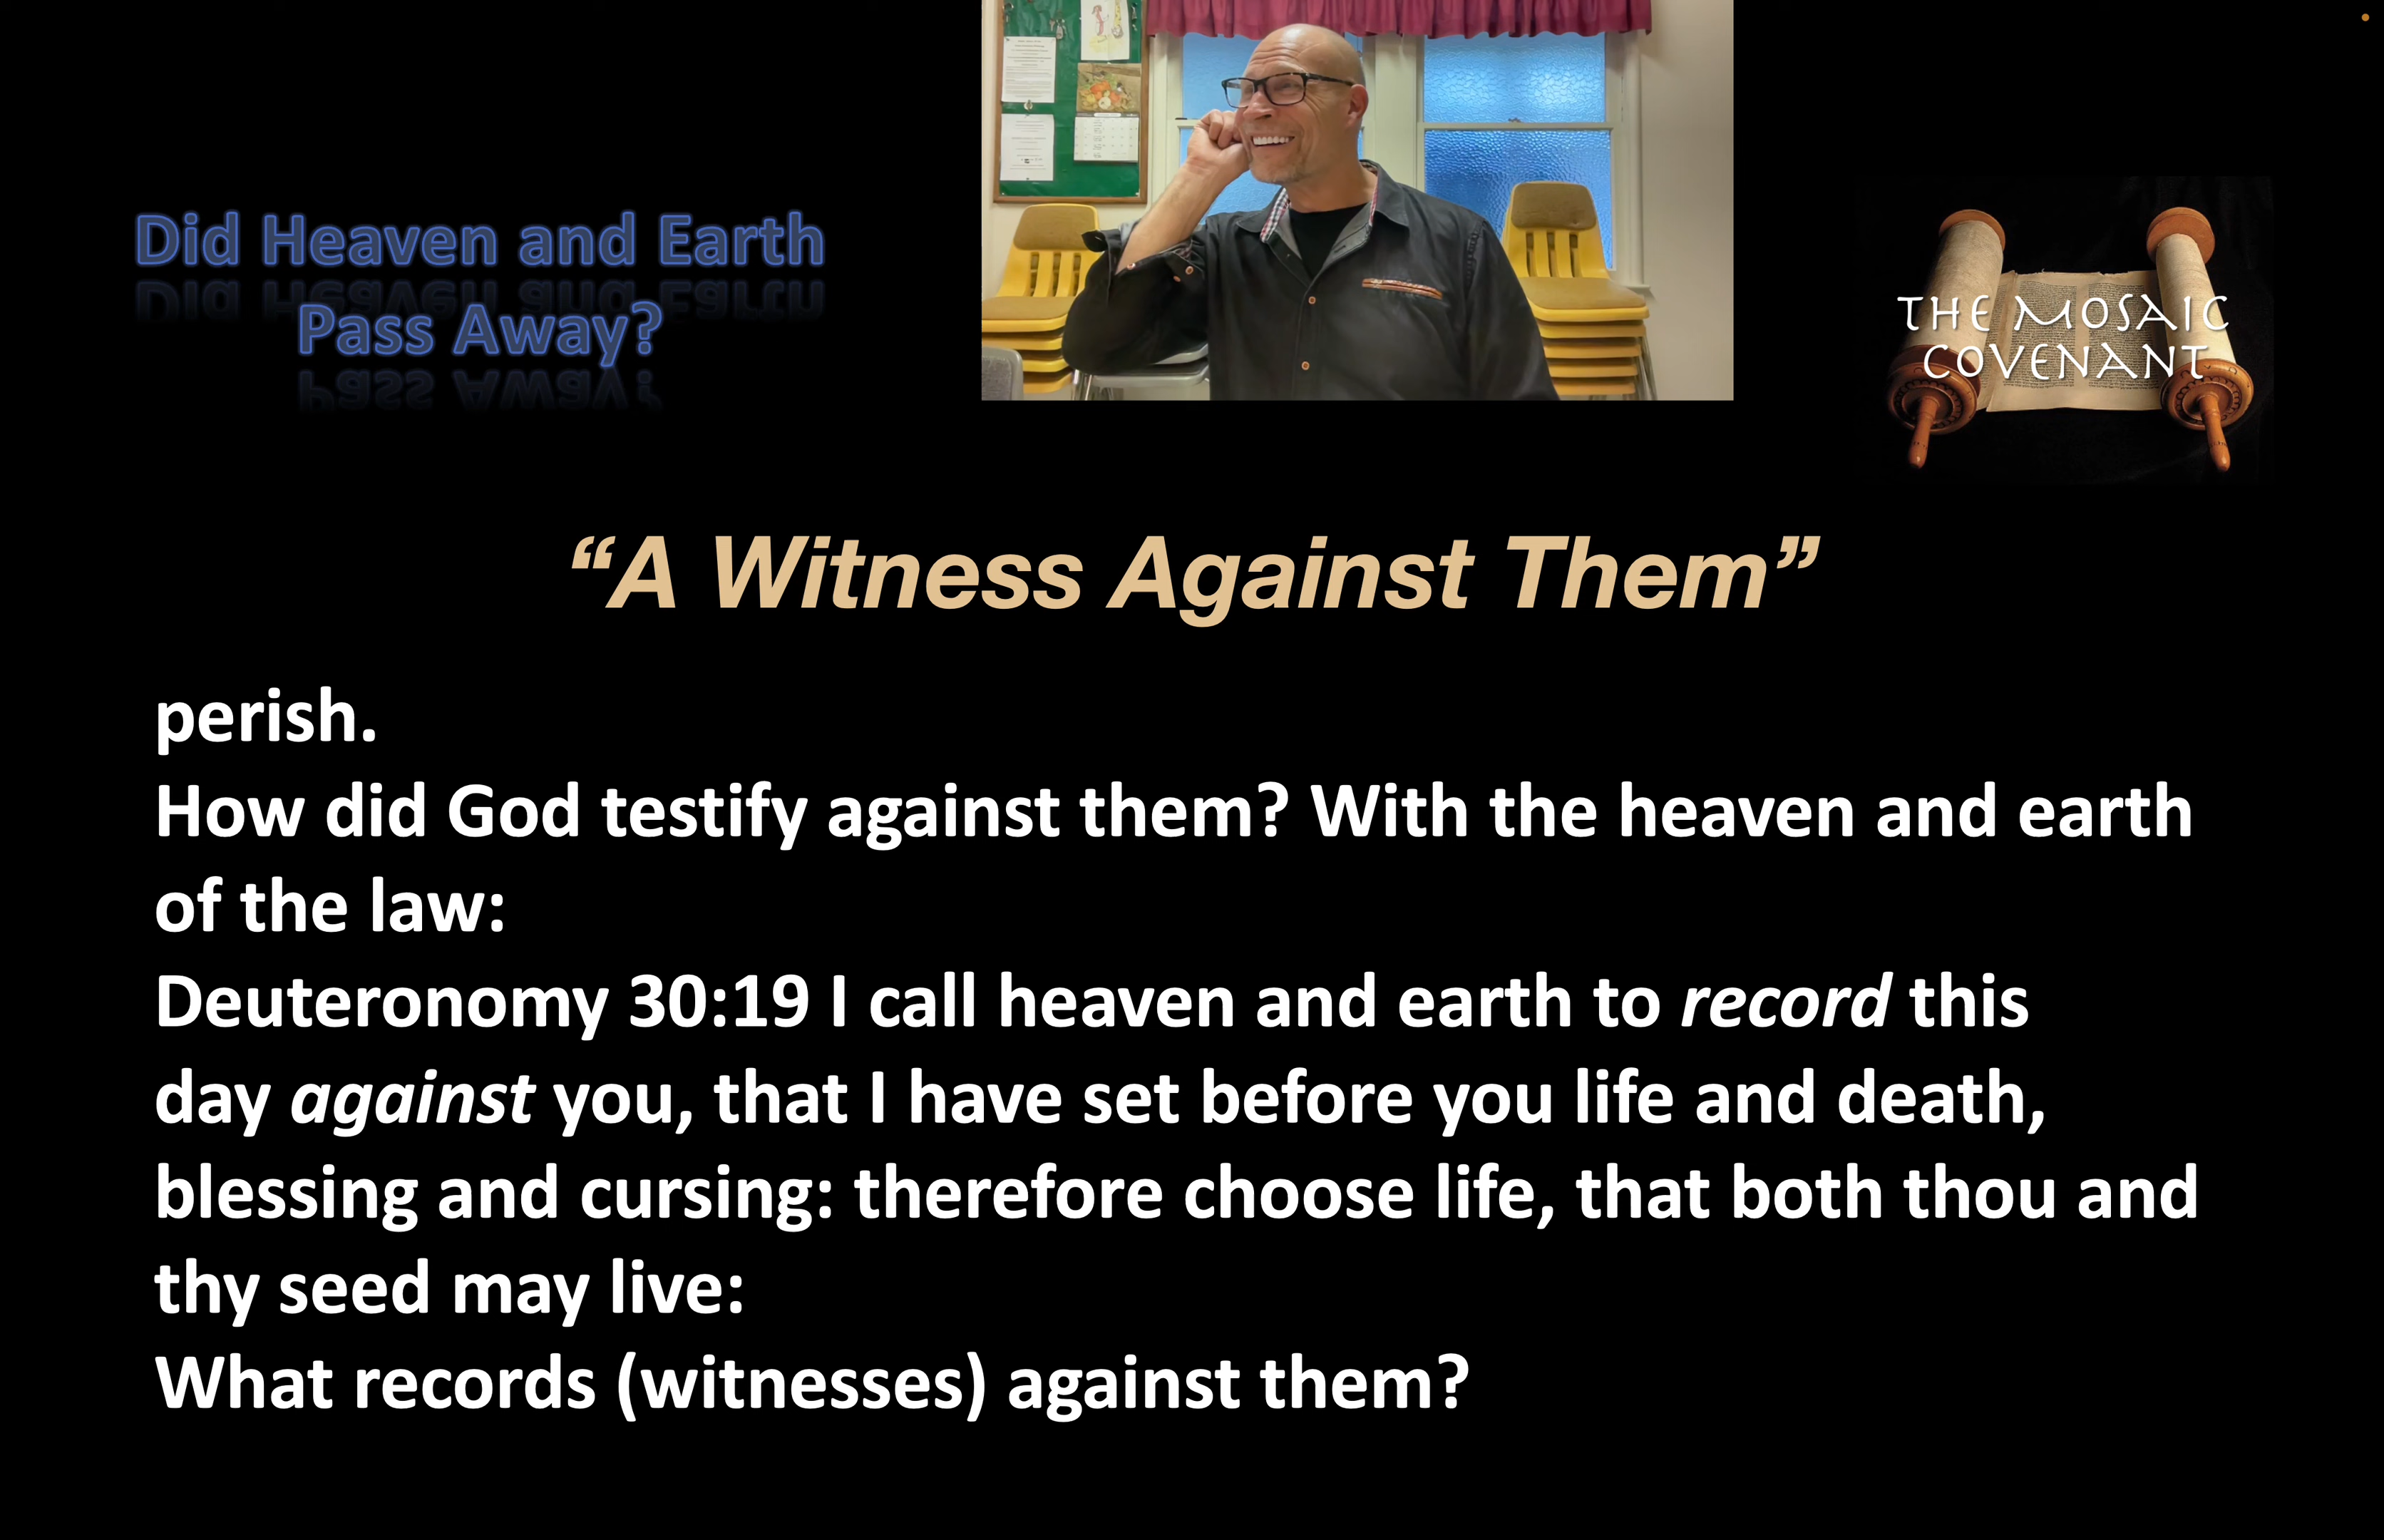 Did Heaven and Earth
Pass Away?
THE MOSAIC
COVENANT
“A Witness Against Them”
perish.
How did God testify against them? With the heaven and earth
of the law:
Deuteronomy 30:19 I call heaven and earth to record this
day against you, that I have set before you life and death,
blessing and cursing: therefore choose life, that both thou and
thy seed may live:
What records (witnesses) against them?